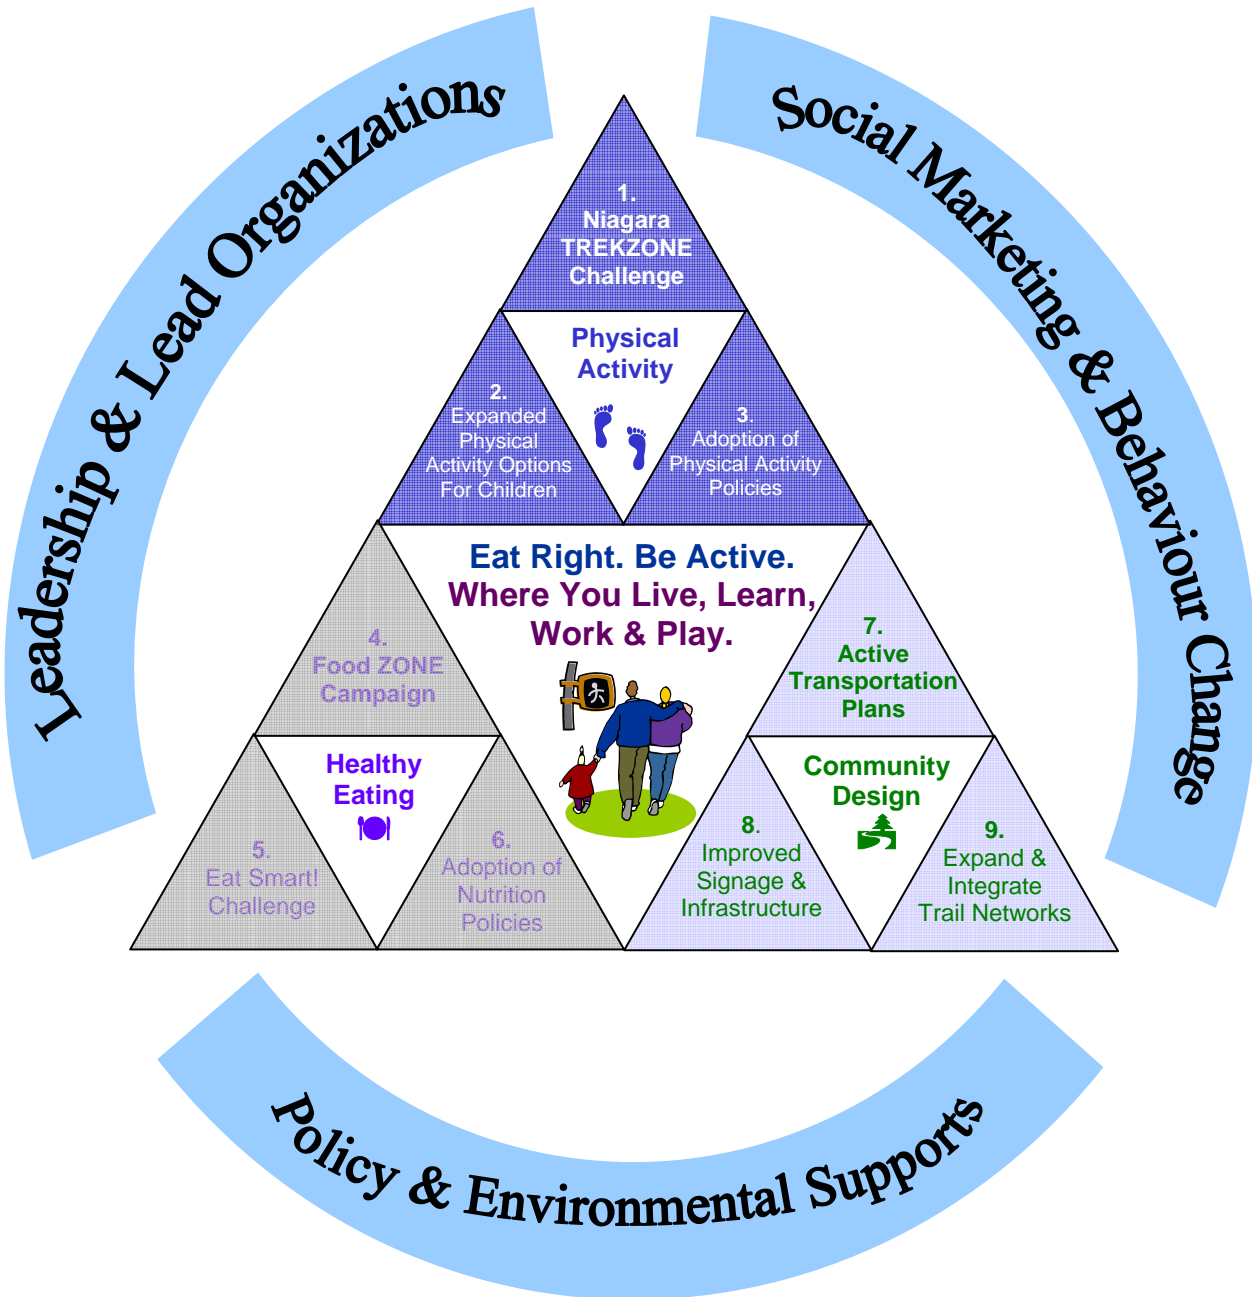 Leadership & Lead Organizations
Social Marketing & Behaviour Change
1.
Niagara
TREKZONE
Challenge
Physical
Activity
2.
Expanded
Physical
Activity Options
For Children
3.
Adoption of
Physical Activity
Policies
Eat Right. Be Active.
Where You Live, Learn,
Work & Play.
4.
Food ZONE
Campaign
Healthy
Eating
5.
Eat Smart!
Challenge
6.
Adoption of
Nutrition
Policies
7.
Active
Transportation
Plans
Community
Design
8.
Improved
Signage &
Infrastructure
9.
Expand &
Integrate
Trail Networks
Policy & Environmental Supports